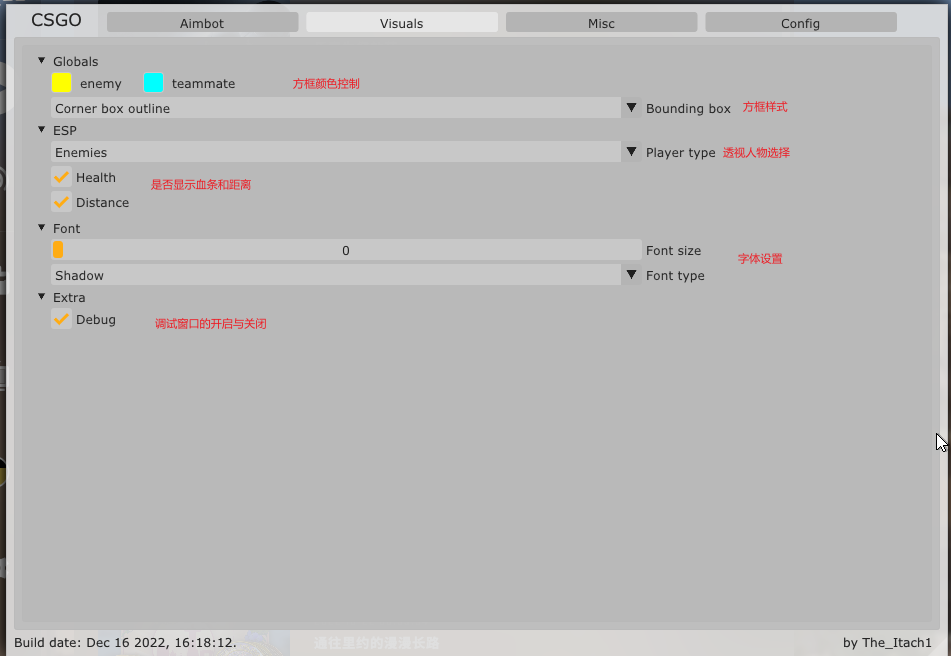 CSGO Aimbot Visuals Misc Config
Globals
enemy teammate 方框颜色控制
Corner box outline Bounding box 方框样式
ESP
Enemies Player type 透视人物选择
Health
是否显示血条和距离
Distance
Font
0 Font size
字体设置
Shadow Font type
Extra
Debug 调试窗口的开启与关闭
Build date: Dec 16 2022, 16:18:12. by The_Itach1